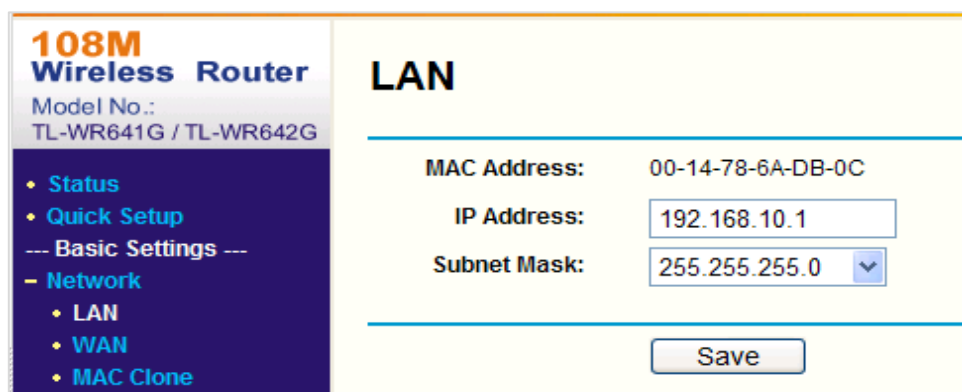 108M
Wireless Router
Model No.:
TL-WR641G / TL-WR642G
• Status
• Quick Setup
--- Basic Settings ---
– Network
• LAN
• WAN
• MAC Clone
LAN
MAC Address: 00-14-78-6A-DB-0C
IP Address: 192.168.10.1
Subnet Mask: 255.255.255.0
Save